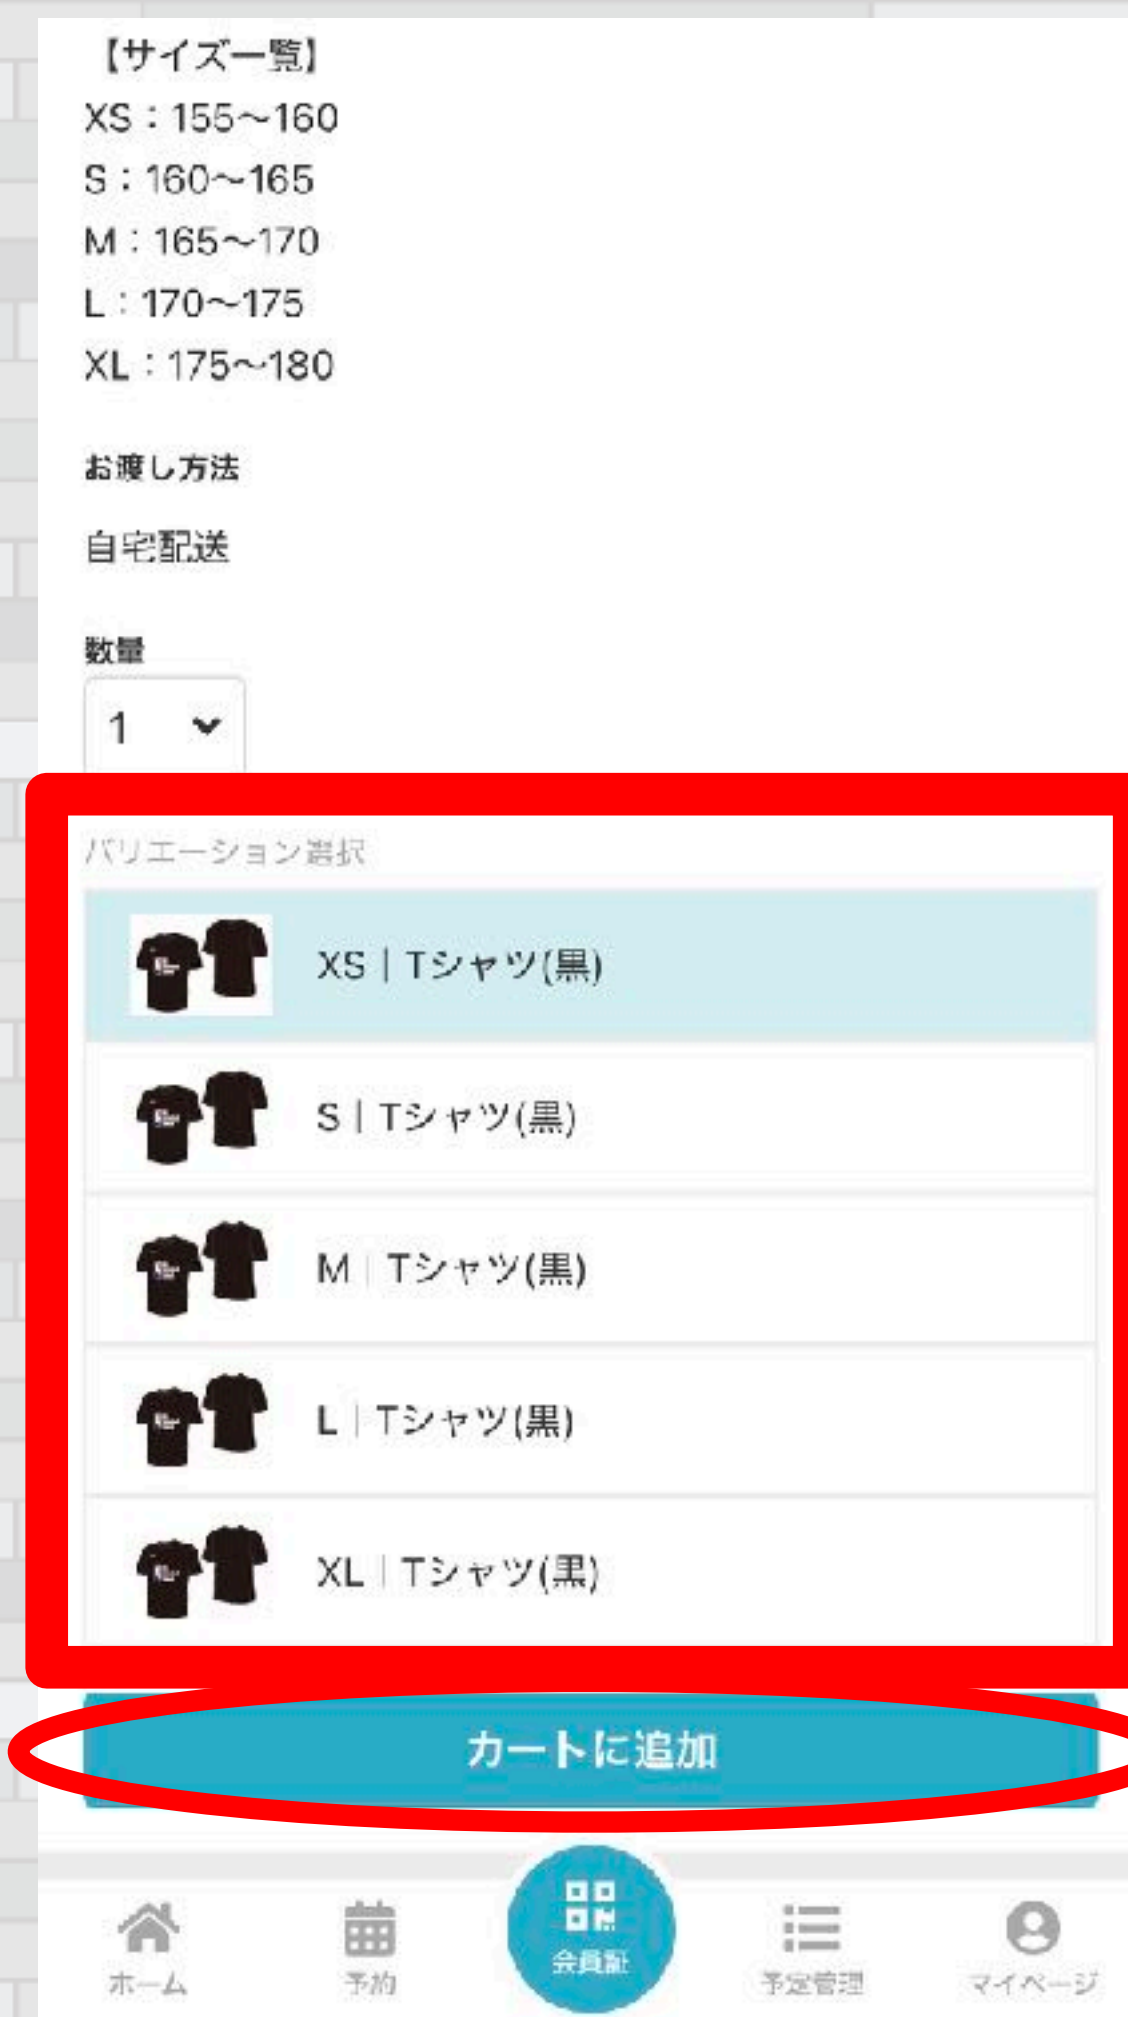 【サイズ一覧】
XS：155〜160
S：160〜165
M：165〜170
L：170〜175
XL：175〜180
お渡し方法
自宅配送
数量
1
バリエーション選択
XS｜Tシャツ(黒)
S｜Tシャツ(黒)
M｜Tシャツ(黒)
L｜Tシャツ(黒)
XL｜Tシャツ(黒)
カートに追加
ホーム
予約
会員証
予定管理
マイページ